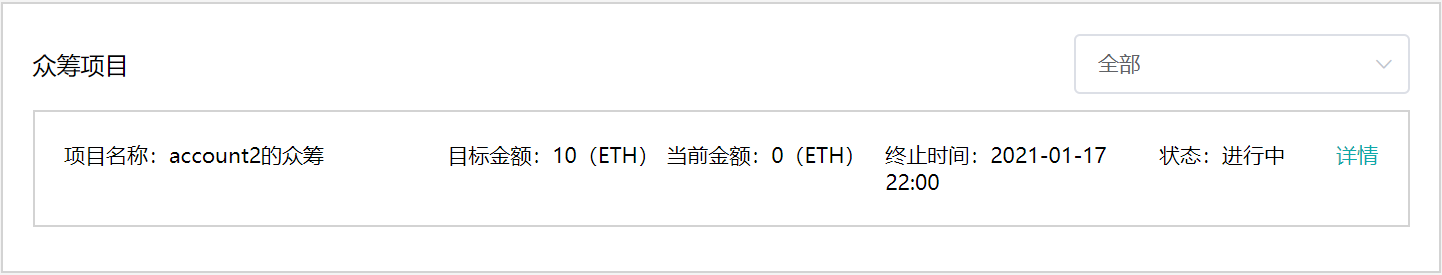 众筹项目
全部
项目名称：account2的众筹
目标金额：10（ETH）
当前金额：0（ETH）
终止时间：2021-01-17
22:00
状态：进行中
详情